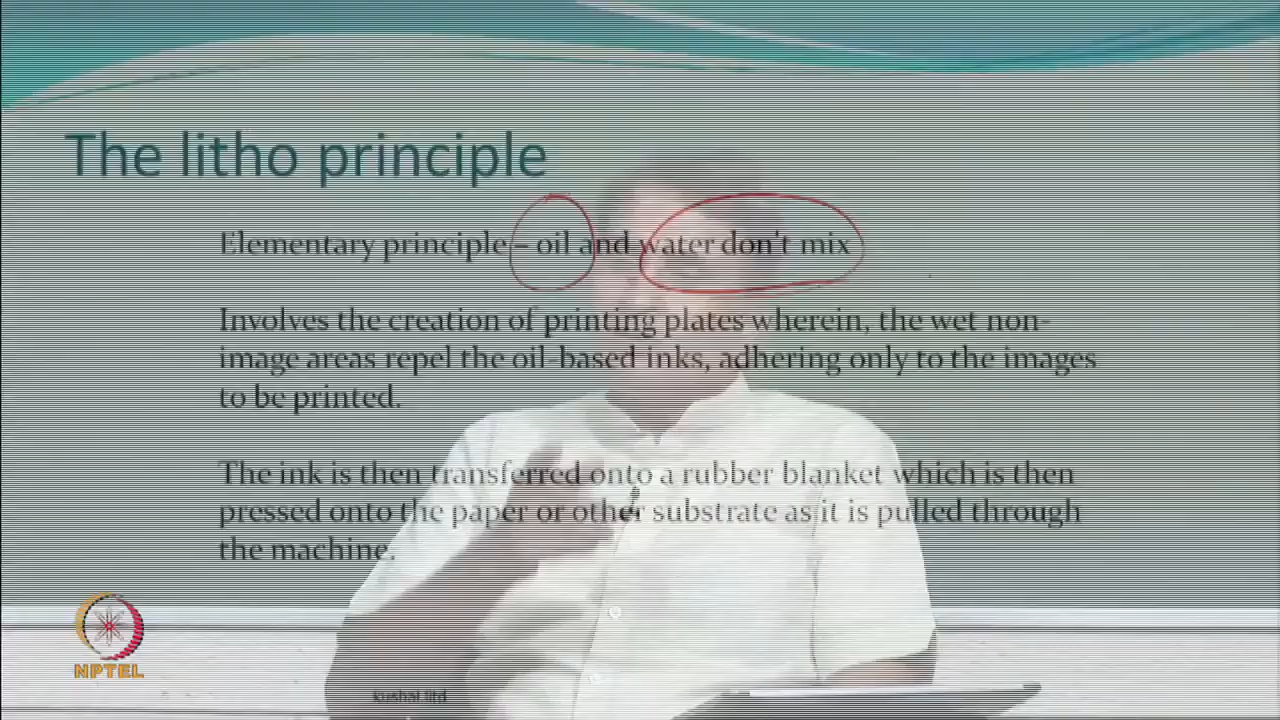 The litho principle
Elementary principle – oil and water don't mix
Involves the creation of printing plates wherein, the wet non-
image areas repel the oil-based inks, adhering only to the images
to be printed.
The ink is then transferred onto a rubber blanket which is then
pressed onto the paper or other substrate as it is pulled through
the machine.
NPTEL
kushal.iitd